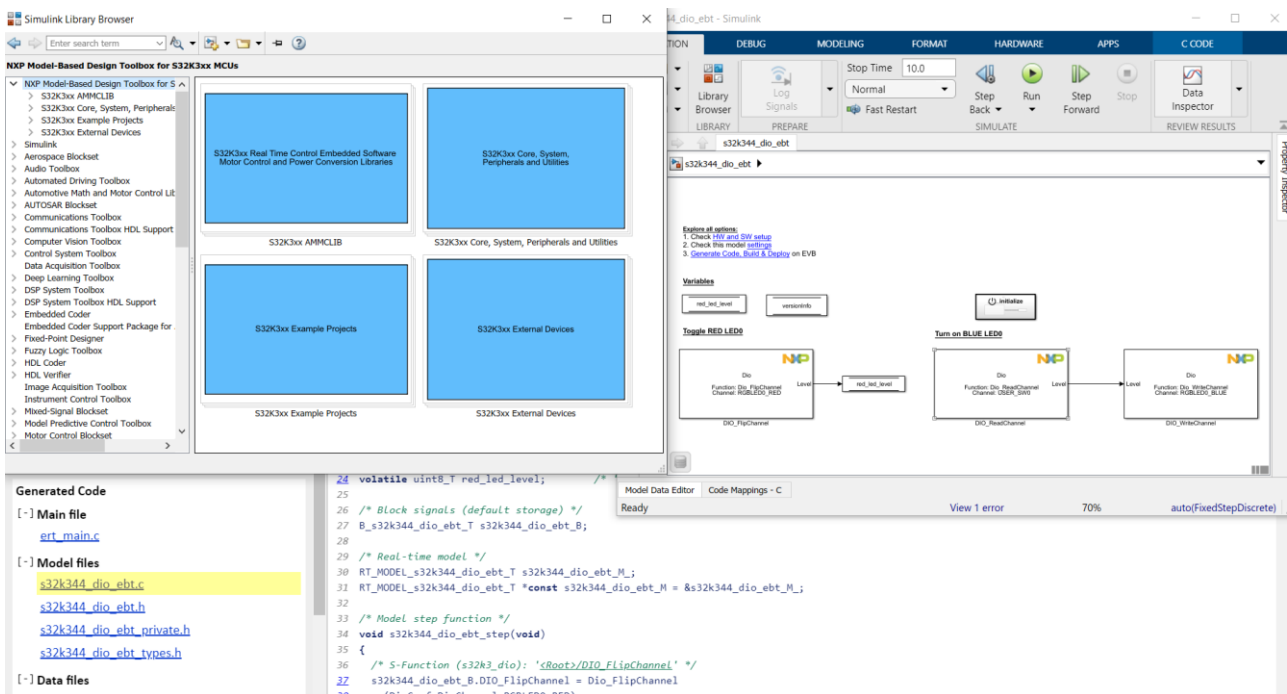 Simulink Library Browser
Enter search term
NXP Model-Based Design Toolbox for S32K3xx MCUs
NXP Model-Based Design Toolbox for S
S32K3xx AMMCLIB
S32K3xx Core, System, Peripherals
S32K3xx Example Projects
S32K3xx External Devices
Simulink
Aerospace Blockset
Audio Toolbox
Automated Driving Toolbox
Automotive Math and Motor Control Lit
AUTOSAR Blockset
Communications Toolbox
Communications Toolbox HDL Support
Computer Vision Toolbox
Control System Toolbox
Data Acquisition Toolbox
Deep Learning Toolbox
DSP System Toolbox
DSP System Toolbox HDL Support
Embedded Coder
Embedded Coder Support Package for
Fixed-Point Designer
Fuzzy Logic Toolbox
HDL Coder
HDL Verifier
Image Acquisition Toolbox
Instrument Control Toolbox
Mixed-Signal Blockset
Model Predictive Control Toolbox
Motor Control Blockset
S32K3xx Real Time Control Embedded Software
Motor Control and Power Conversion Libraries
S32K3xx AMMCLIB
S32K3xx Core, System,
Peripherals and Utilities
S32K3xx Core, System, Peripherals and Utilities
S32K3xx Example Projects
S32K3xx Example Projects
S32K3xx External Devices
S32K3xx External Devices
44_dio_ebt - Simulink
TION DEBUG MODELING FORMAT HARDWARE APPS C CODE
Library
Browser
LIBRARY
Log
Signals
PREPARE
Stop Time 10.0
Normal
Fast Restart
Step
Back
Run
Step
Forward
Stop
SIMULATE
Data
Inspector
REVIEW RESULTS
s32k344_dio_ebt
s32k344_dio_ebt
Property Inspector
Explore all options:
1. Check HW and SW setup
2. Check this model settings
3. Generate Code, Build & Deploy on EVB
Variables
red_led_level
versionInfo
initialize
Toggle RED LED0
Turn on BLUE LED0
NXP
Dio
Function: Dio_FlipChannel
Channel: RGBLED0_RED
Level
DIO_FlipChannel
red_led_level
NXP
Dio
Function: Dio_ReadChannel
Channel: USER_SW0
Level
DIO_ReadChannel
NXP
Dio
Level
Function: Dio_WriteChannel
Channel: RGBLED0_BLUE
DIO_WriteChannel
Model Data Editor Code Mappings - C
Ready View 1 error 70% auto(FixedStepDiscrete)
Generated Code
[-] Main file
ert_main.c
[-] Model files
s32k344_dio_ebt.c
s32k344_dio_ebt.h
s32k344_dio_ebt_private.h
s32k344_dio_ebt_types.h
[-] Data files
24 volatile uint8_T red_led_level; /*
25
26 /* Block signals (default storage) */
27 B_s32k344_dio_ebt_T s32k344_dio_ebt_B;
28
29 /* Real-time model */
30 RT_MODEL_s32k344_dio_ebt_T s32k344_dio_ebt_M_;
31 RT_MODEL_s32k344_dio_ebt_T *const s32k344_dio_ebt_M = &s32k344_dio_ebt_M_;
32
33 /* Model step function */
34 void s32k344_dio_ebt_step(void)
35 {
36 /* S-Function (s32k3_dio): '<Root>/DIO_FlipChannel' */
37 s32k344_dio_ebt_B.DIO_FlipChannel = Dio_FlipChannel